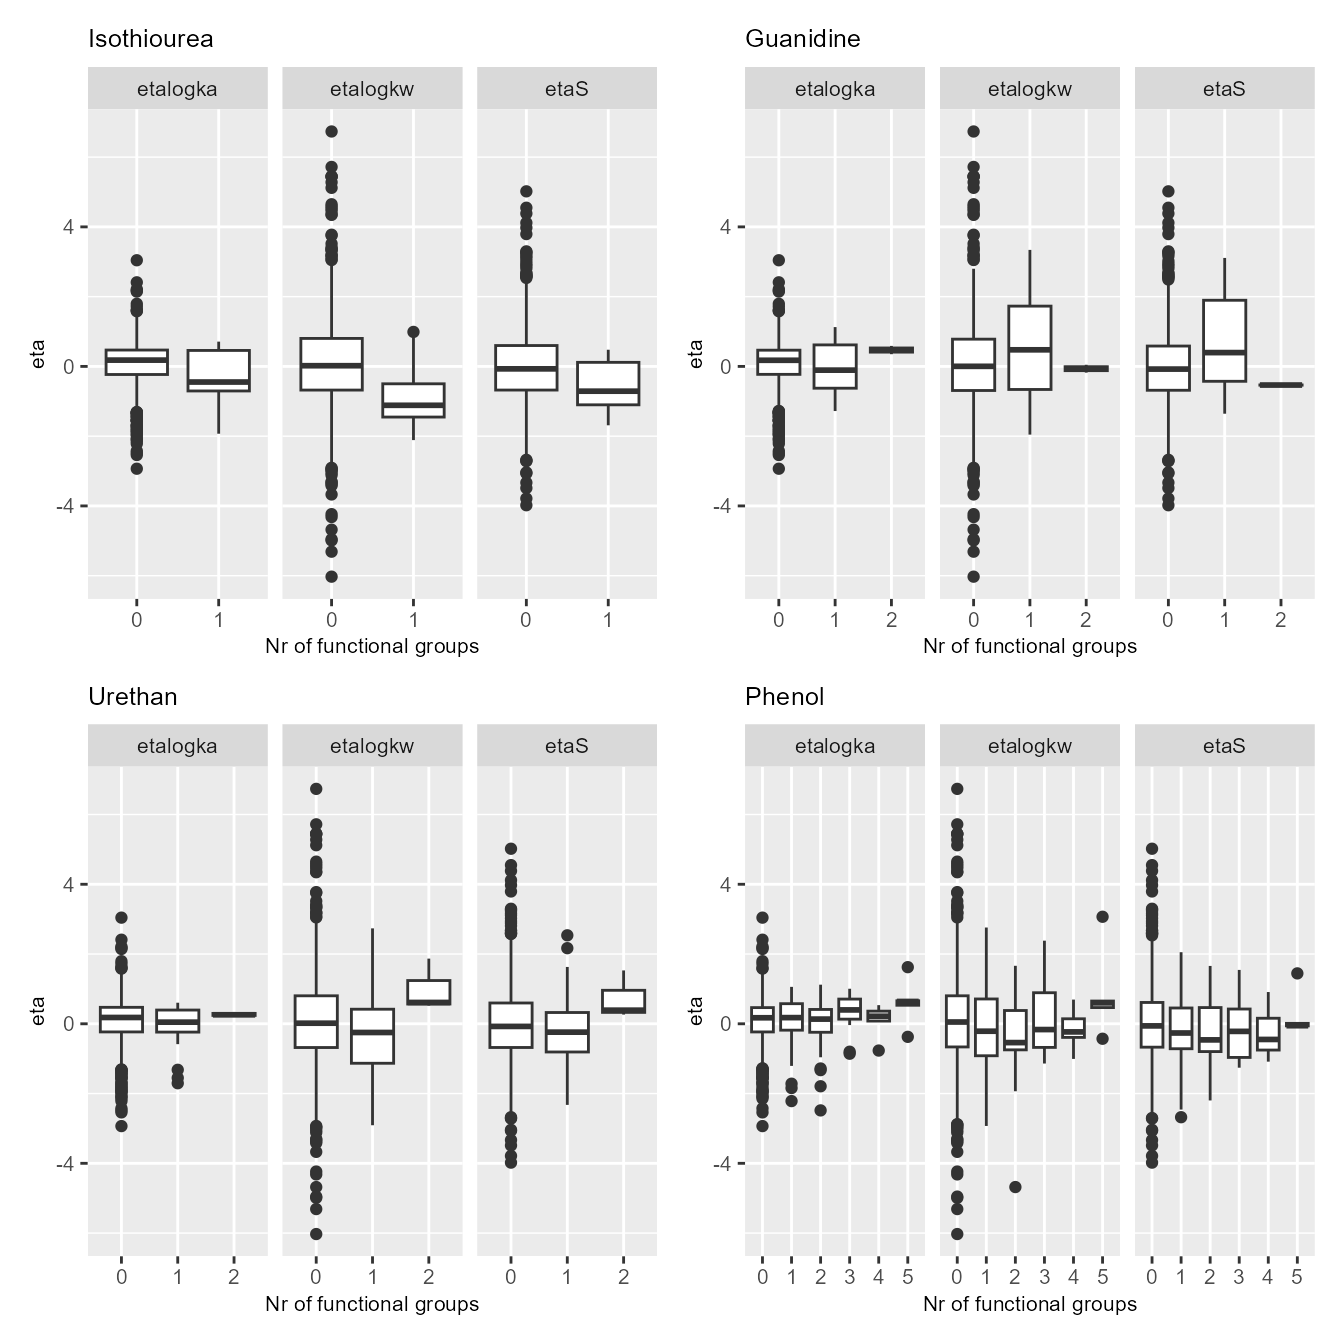 Isothiourea
Guanidine
etalogka etalogkw etaS
etalogka etalogkw etaS
eta
4
0
-4
eta
4
0
-4
0 1 0 1 0 1
0 1 2 0 1 2 0 1 2
Nr of functional groups
Nr of functional groups
Urethan
Phenol
etalogka etalogkw etaS
etalogka etalogkw etaS
eta
4
0
-4
eta
4
0
-4
0 1 2 0 1 2 0 1 2
0 1 2 3 4 5 0 1 2 3 4 5 0 1 2 3 4 5
Nr of functional groups
Nr of functional groups